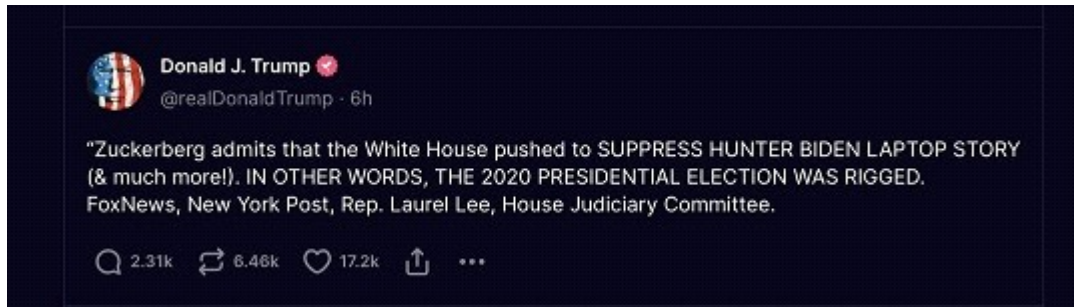 Donald J. Trump
@realDonaldTrump · 6h
“Zuckerberg admits that the White House pushed to SUPPRESS HUNTER BIDEN LAPTOP STORY
(& much more!). IN OTHER WORDS, THE 2020 PRESIDENTIAL ELECTION WAS RIGGED.
FoxNews, New York Post, Rep. Laurel Lee, House Judiciary Committee.
2.31k 6.46k 17.2k